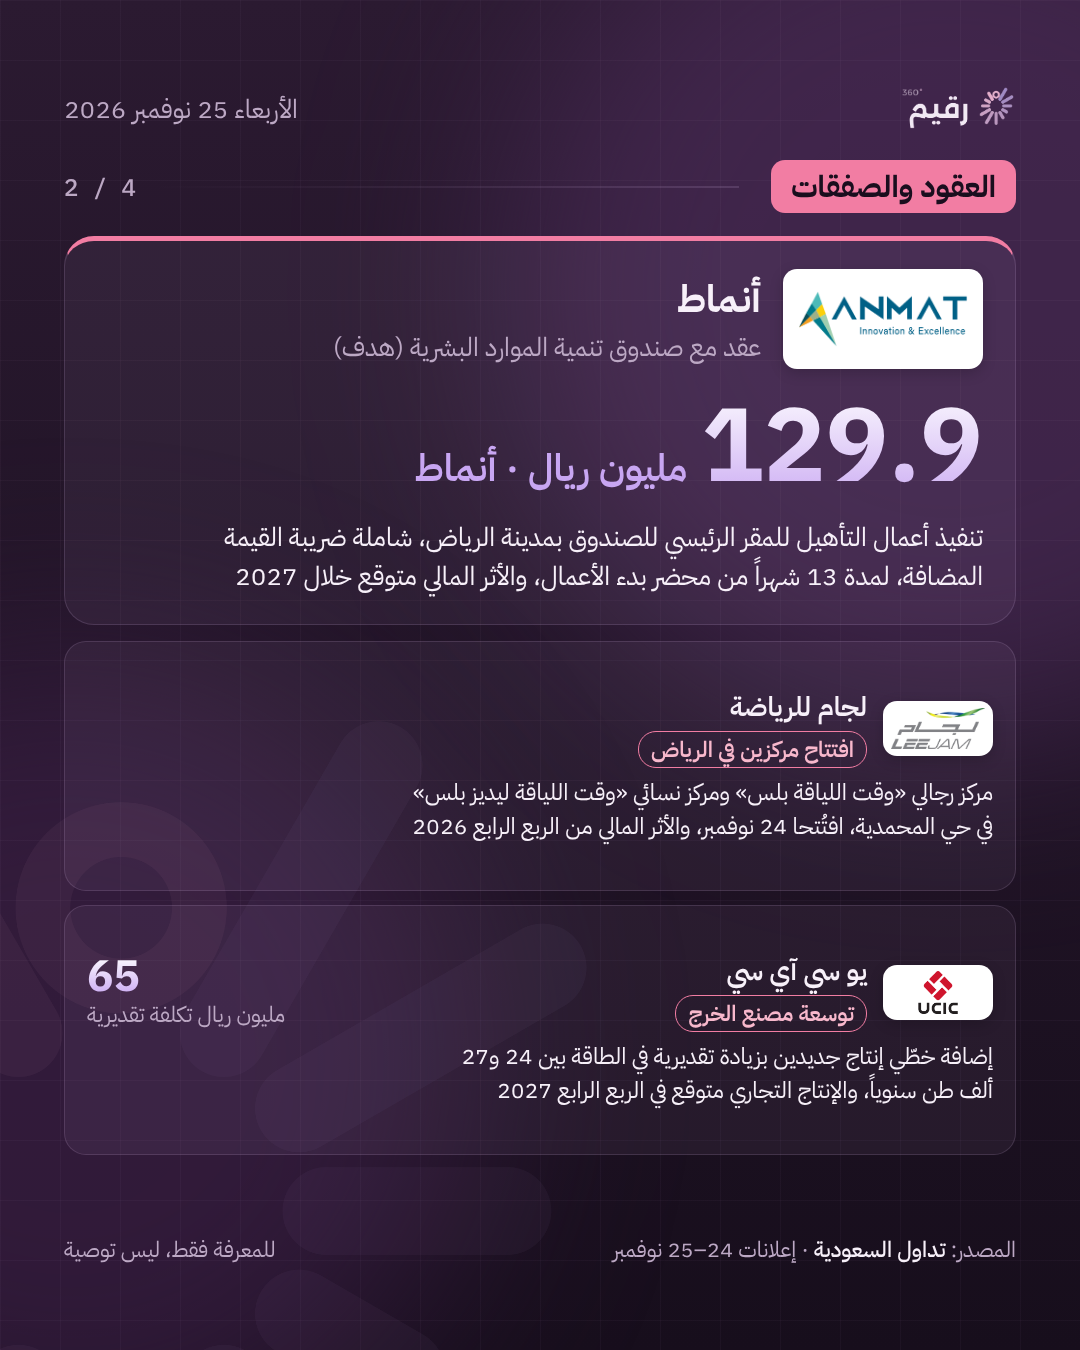 رقيم 360°
الأربعاء 25 نوفمبر 2026
العقود والصفقات
2 / 4
ANMAT
Innovation & Excellence
أنماط
عقد مع صندوق تنمية الموارد البشرية (هدف)
129.9 مليون ريال · أنماط
تنفيذ أعمال التأهيل للمقر الرئيسي للصندوق بمدينة الرياض، شاملة ضريبة القيمة
المضافة، لمدة 13 شهراً من محضر بدء الأعمال، والأثر المالي متوقع خلال 2027
لجام
LEEJAM
لجام للرياضة
افتتاح مركزين في الرياض
مركز رجالي «وقت اللياقة بلس» ومركز نسائي «وقت اللياقة ليديز بلس»
في حي المحمدية، افتُتحا 24 نوفمبر، والأثر المالي من الربع الرابع 2026
UCIC
يو سي آي سي
توسعة مصنع الخرج
65
مليون ريال تكلفة تقديرية
إضافة خطّي إنتاج جديدين بزيادة تقديرية في الطاقة بين 24 و27
ألف طن سنوياً، والإنتاج التجاري متوقع في الربع الرابع 2027
المصدر: تداول السعودية · إعلانات 24–25 نوفمبر
للمعرفة فقط، ليس توصية